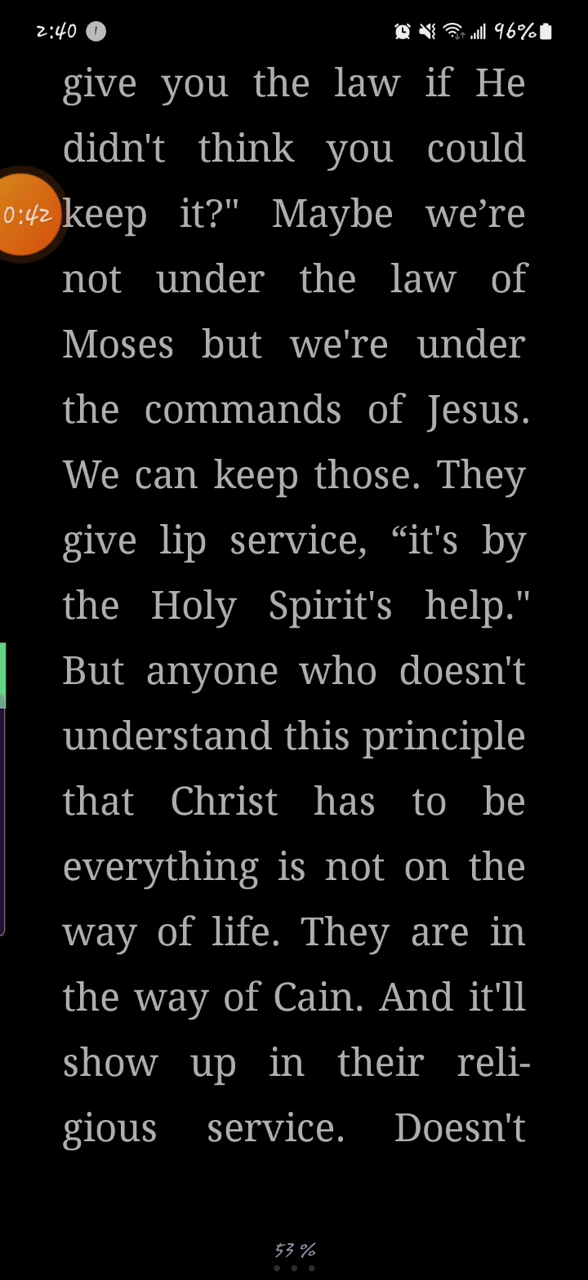 2:40
96%
give you the law if He
didn't think you could
0:42
keep it?" Maybe we’re
not under the law of
Moses but we're under
the commands of Jesus.
We can keep those. They
give lip service, “it's by
the Holy Spirit's help."
But anyone who doesn't
understand this principle
that Christ has to be
everything is not on the
way of life. They are in
the way of Cain. And it'll
show up in their reli-
gious service. Doesn't
53%